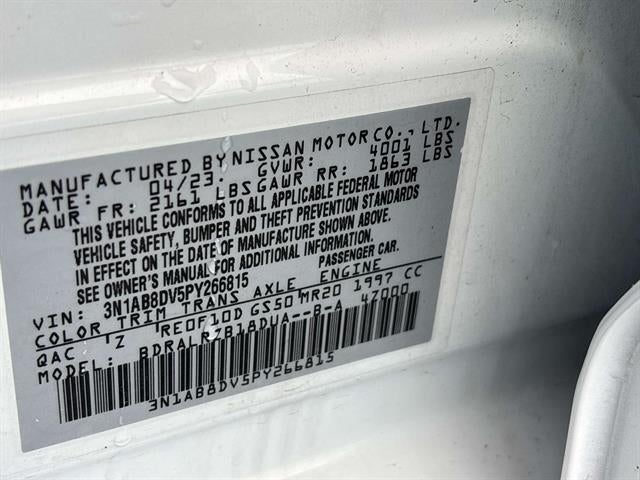 MANUFACTURED BY NISSAN MOTOR CO., LTD.
DATE: 04/23 GVWR: 4001 LBS
GAWR FR: 2161 LBS GAWR RR: 1863 LBS
THIS VEHICLE CONFORMS TO ALL APPLICABLE FEDERAL MOTOR
VEHICLE SAFETY, BUMPER AND THEFT PREVENTION STANDARDS
IN EFFECT ON THE DATE OF MANUFACTURE SHOWN ABOVE.
SEE OWNER'S MANUAL FOR ADDITIONAL INFORMATION.
VIN: 3N1AB8DV5PY266815 PASSENGER CAR.
COLOR TRIM TRANS AXLE ENGINE
QAC Z RE0F10D GS50 MR20 1997 CC
MODEL: BDRALRZB18DUA--B-A 47000
3N1AB8DV5PY266815